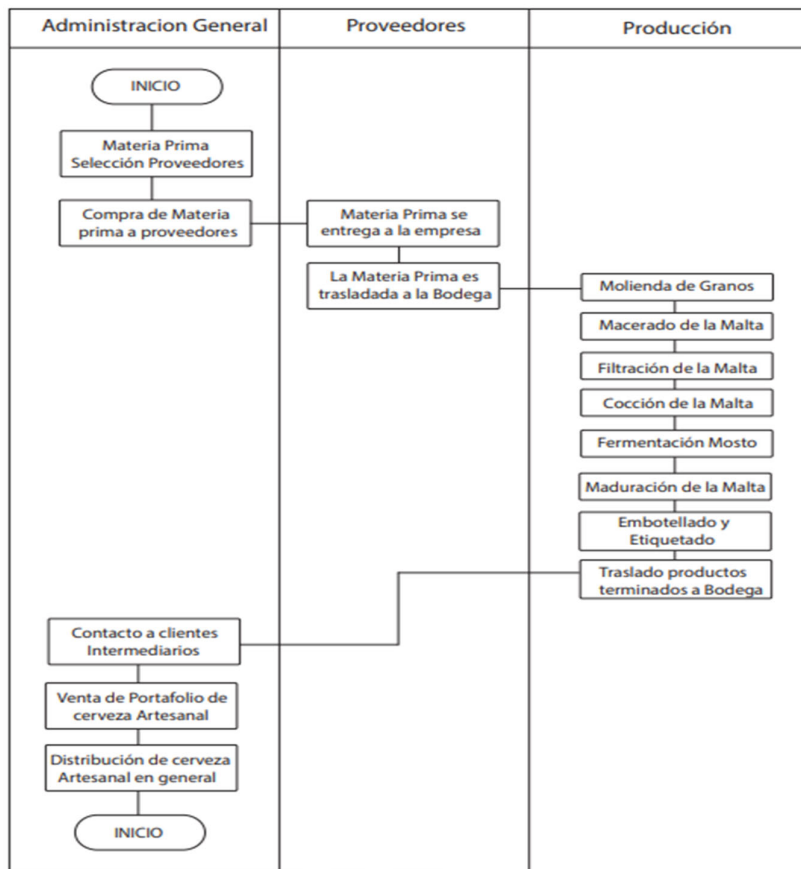 Administracion General
Proveedores
Producción
INICIO
Materia Prima
Selección Proveedores
Compra de Materia
prima a proveedores
Materia Prima se
entrega a la empresa
La Materia Prima es
trasladada a la Bodega
Molienda de Granos
Macerado de la Malta
Filtración de la Malta
Cocción de la Malta
Fermentación Mosto
Maduración de la Malta
Embotellado y
Etiquetado
Traslado productos
terminados a Bodega
Contacto a clientes
Intermediarios
Venta de Portafolio de
cerveza Artesanal
Distribución de cerveza
Artesanal en general
INICIO